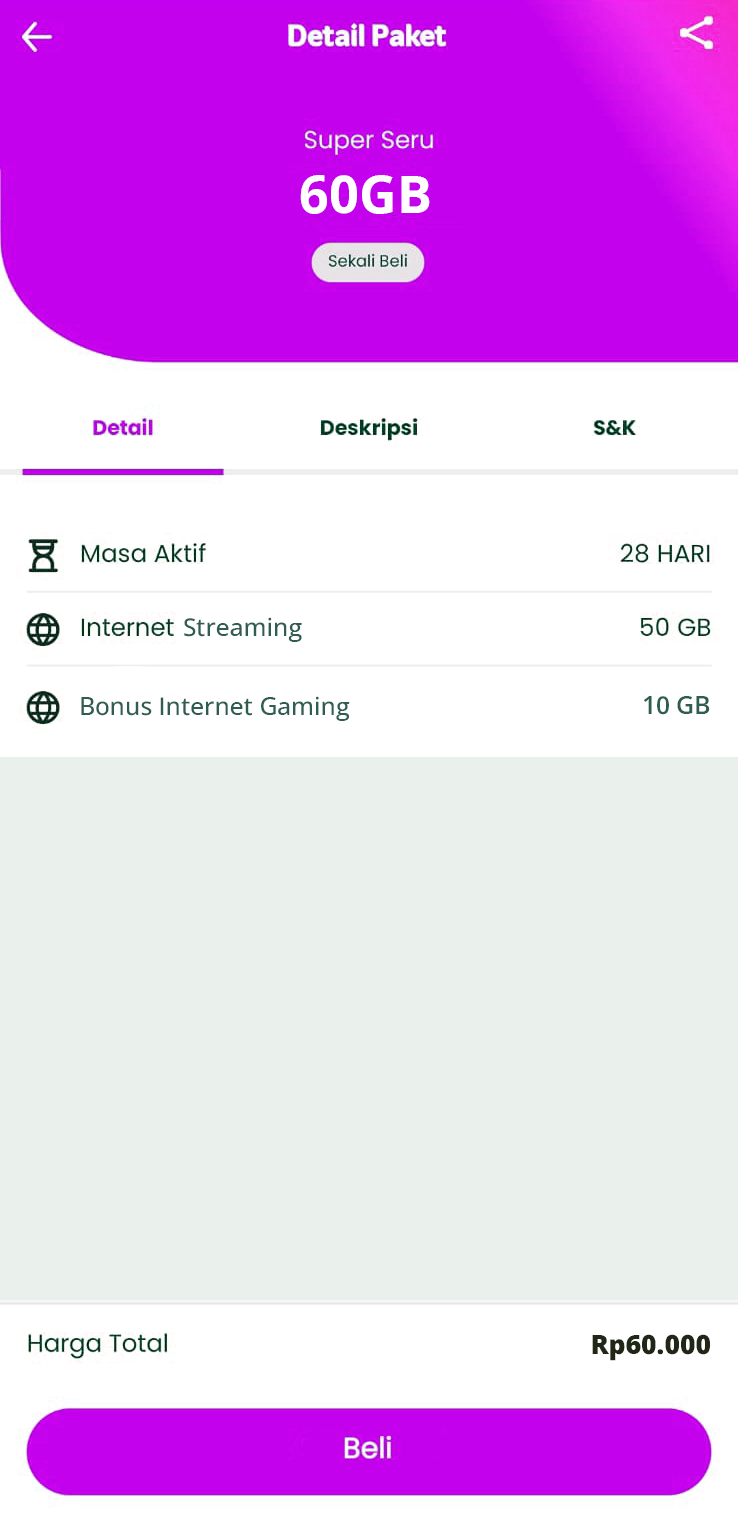 Detail Paket
Super Seru
60GB
Sekali Beli
Detail Deskripsi S&K
Masa Aktif 28 HARI
Internet Streaming 50 GB
Bonus Internet Gaming 10 GB
Harga Total Rp60.000
Beli